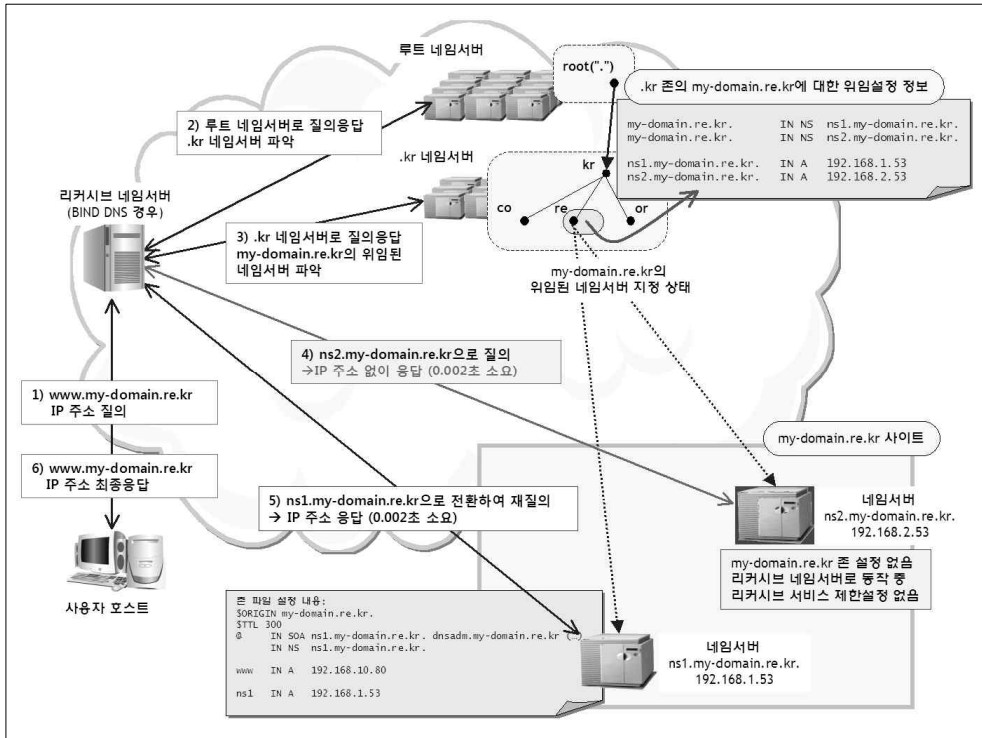 루트 네임서버
root(".")
.kr 존의 my-domain.re.kr에 대한 위임설정 정보
my-domain.re.kr. IN NS ns1.my-domain.re.kr.
my-domain.re.kr. IN NS ns2.my-domain.re.kr.
ns1.my-domain.re.kr. IN A 192.168.1.53
ns2.my-domain.re.kr. IN A 192.168.2.53
2) 루트 네임서버로 질의응답
.kr 네임서버 파악
.kr 네임서버
kr
co
re
or
리커시브 네임서버
(BIND DNS 경우)
3) .kr 네임서버로 질의응답
my-domain.re.kr의 위임된
네임서버 파악
my-domain.re.kr의
위임된 네임서버 지정 상태
4) ns2.my-domain.re.kr으로 질의
→IP 주소 없이 응답 (0.002초 소요)
1) www.my-domain.re.kr
IP 주소 질의
my-domain.re.kr 사이트
6) www.my-domain.re.kr
IP 주소 최종응답
5) ns1.my-domain.re.kr으로 전환하여 재질의
→ IP 주소 응답 (0.002초 소요)
네임서버
ns2.my-domain.re.kr.
192.168.2.53
my-domain.re.kr 존 설정 없음
리커시브 네임서버로 동작 중
리커시브 서비스 제한설정 없음
사용자 호스트
존 파일 설정 내용:
$ORIGIN my-domain.re.kr.
$TTL 300
@ IN SOA ns1.my-domain.re.kr. dnsadm.my-domain.re.kr (…)
IN NS ns1.my-domain.re.kr.
www IN A 192.168.10.80
ns1 IN A 192.168.1.53
네임서버
ns1.my-domain.re.kr.
192.168.1.53